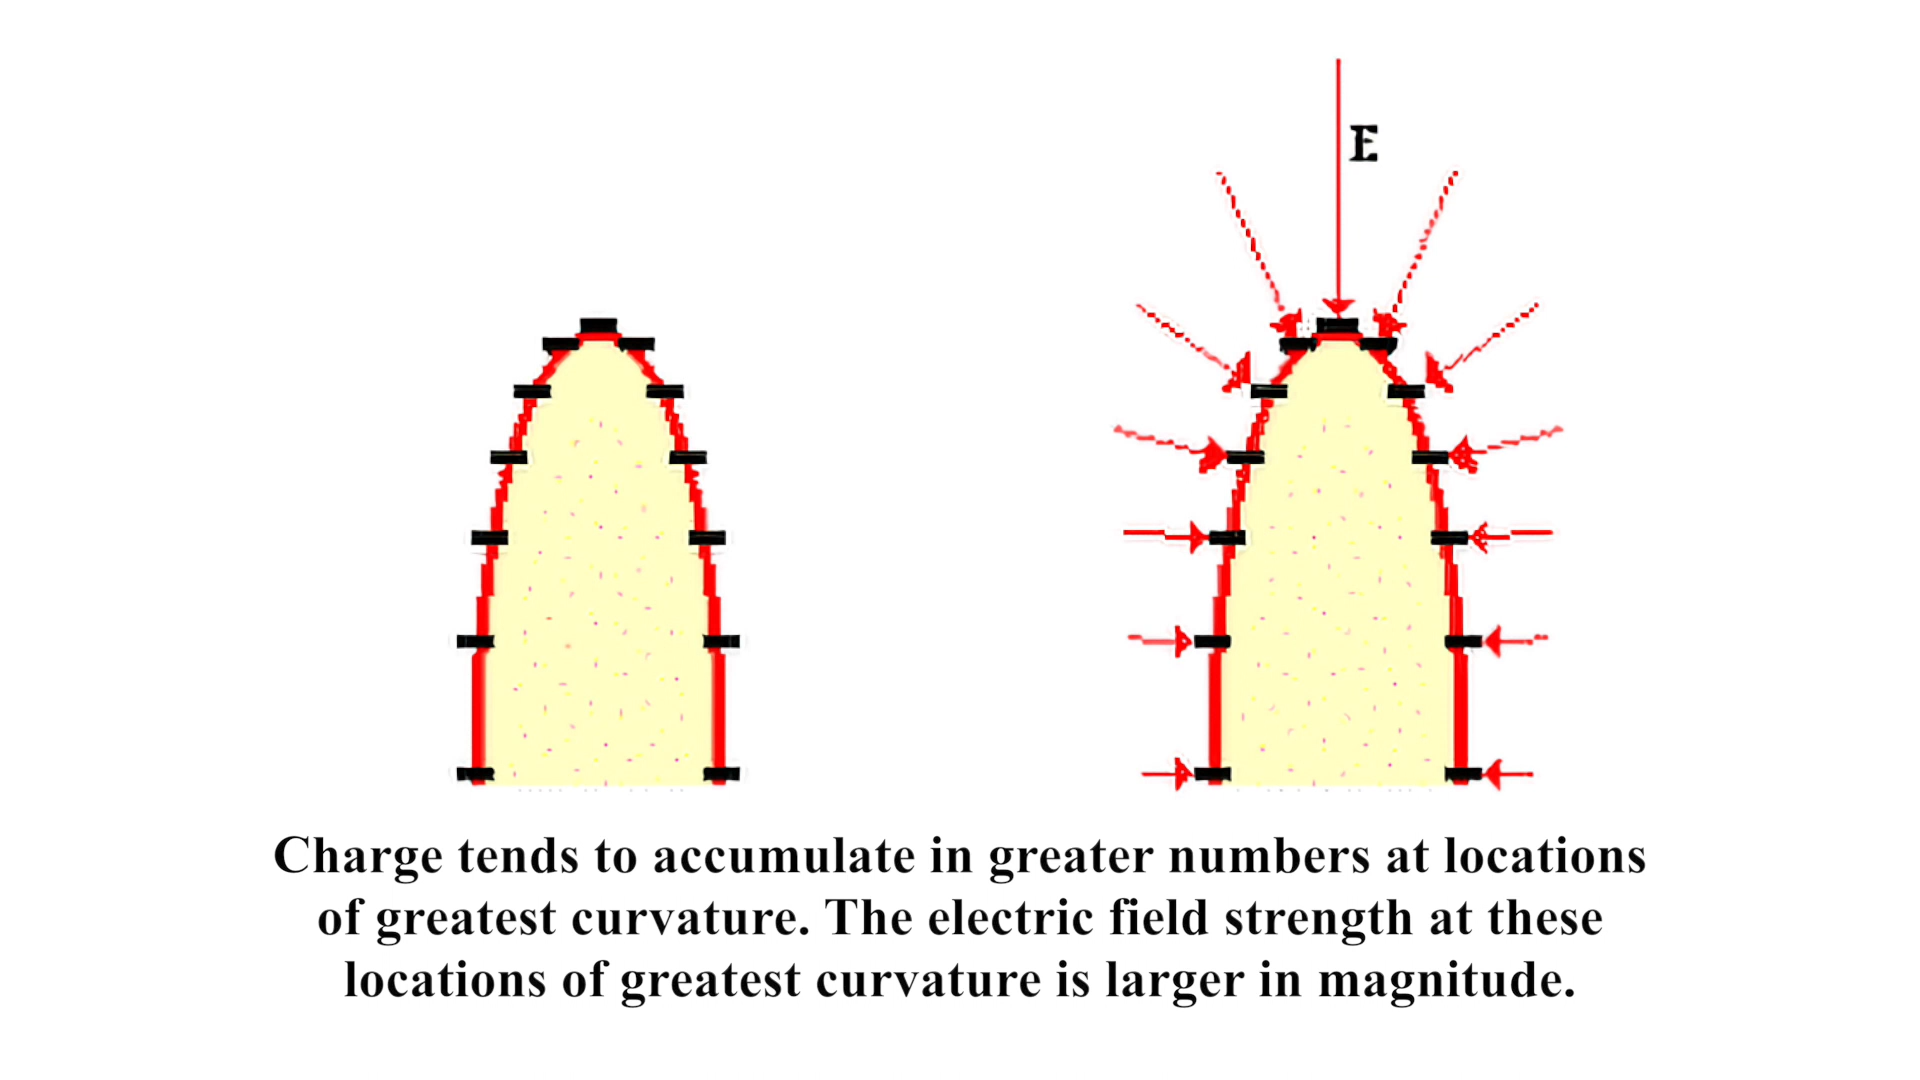 E
Charge tends to accumulate in greater numbers at locations
of greatest curvature. The electric field strength at these
locations of greatest curvature is larger in magnitude.